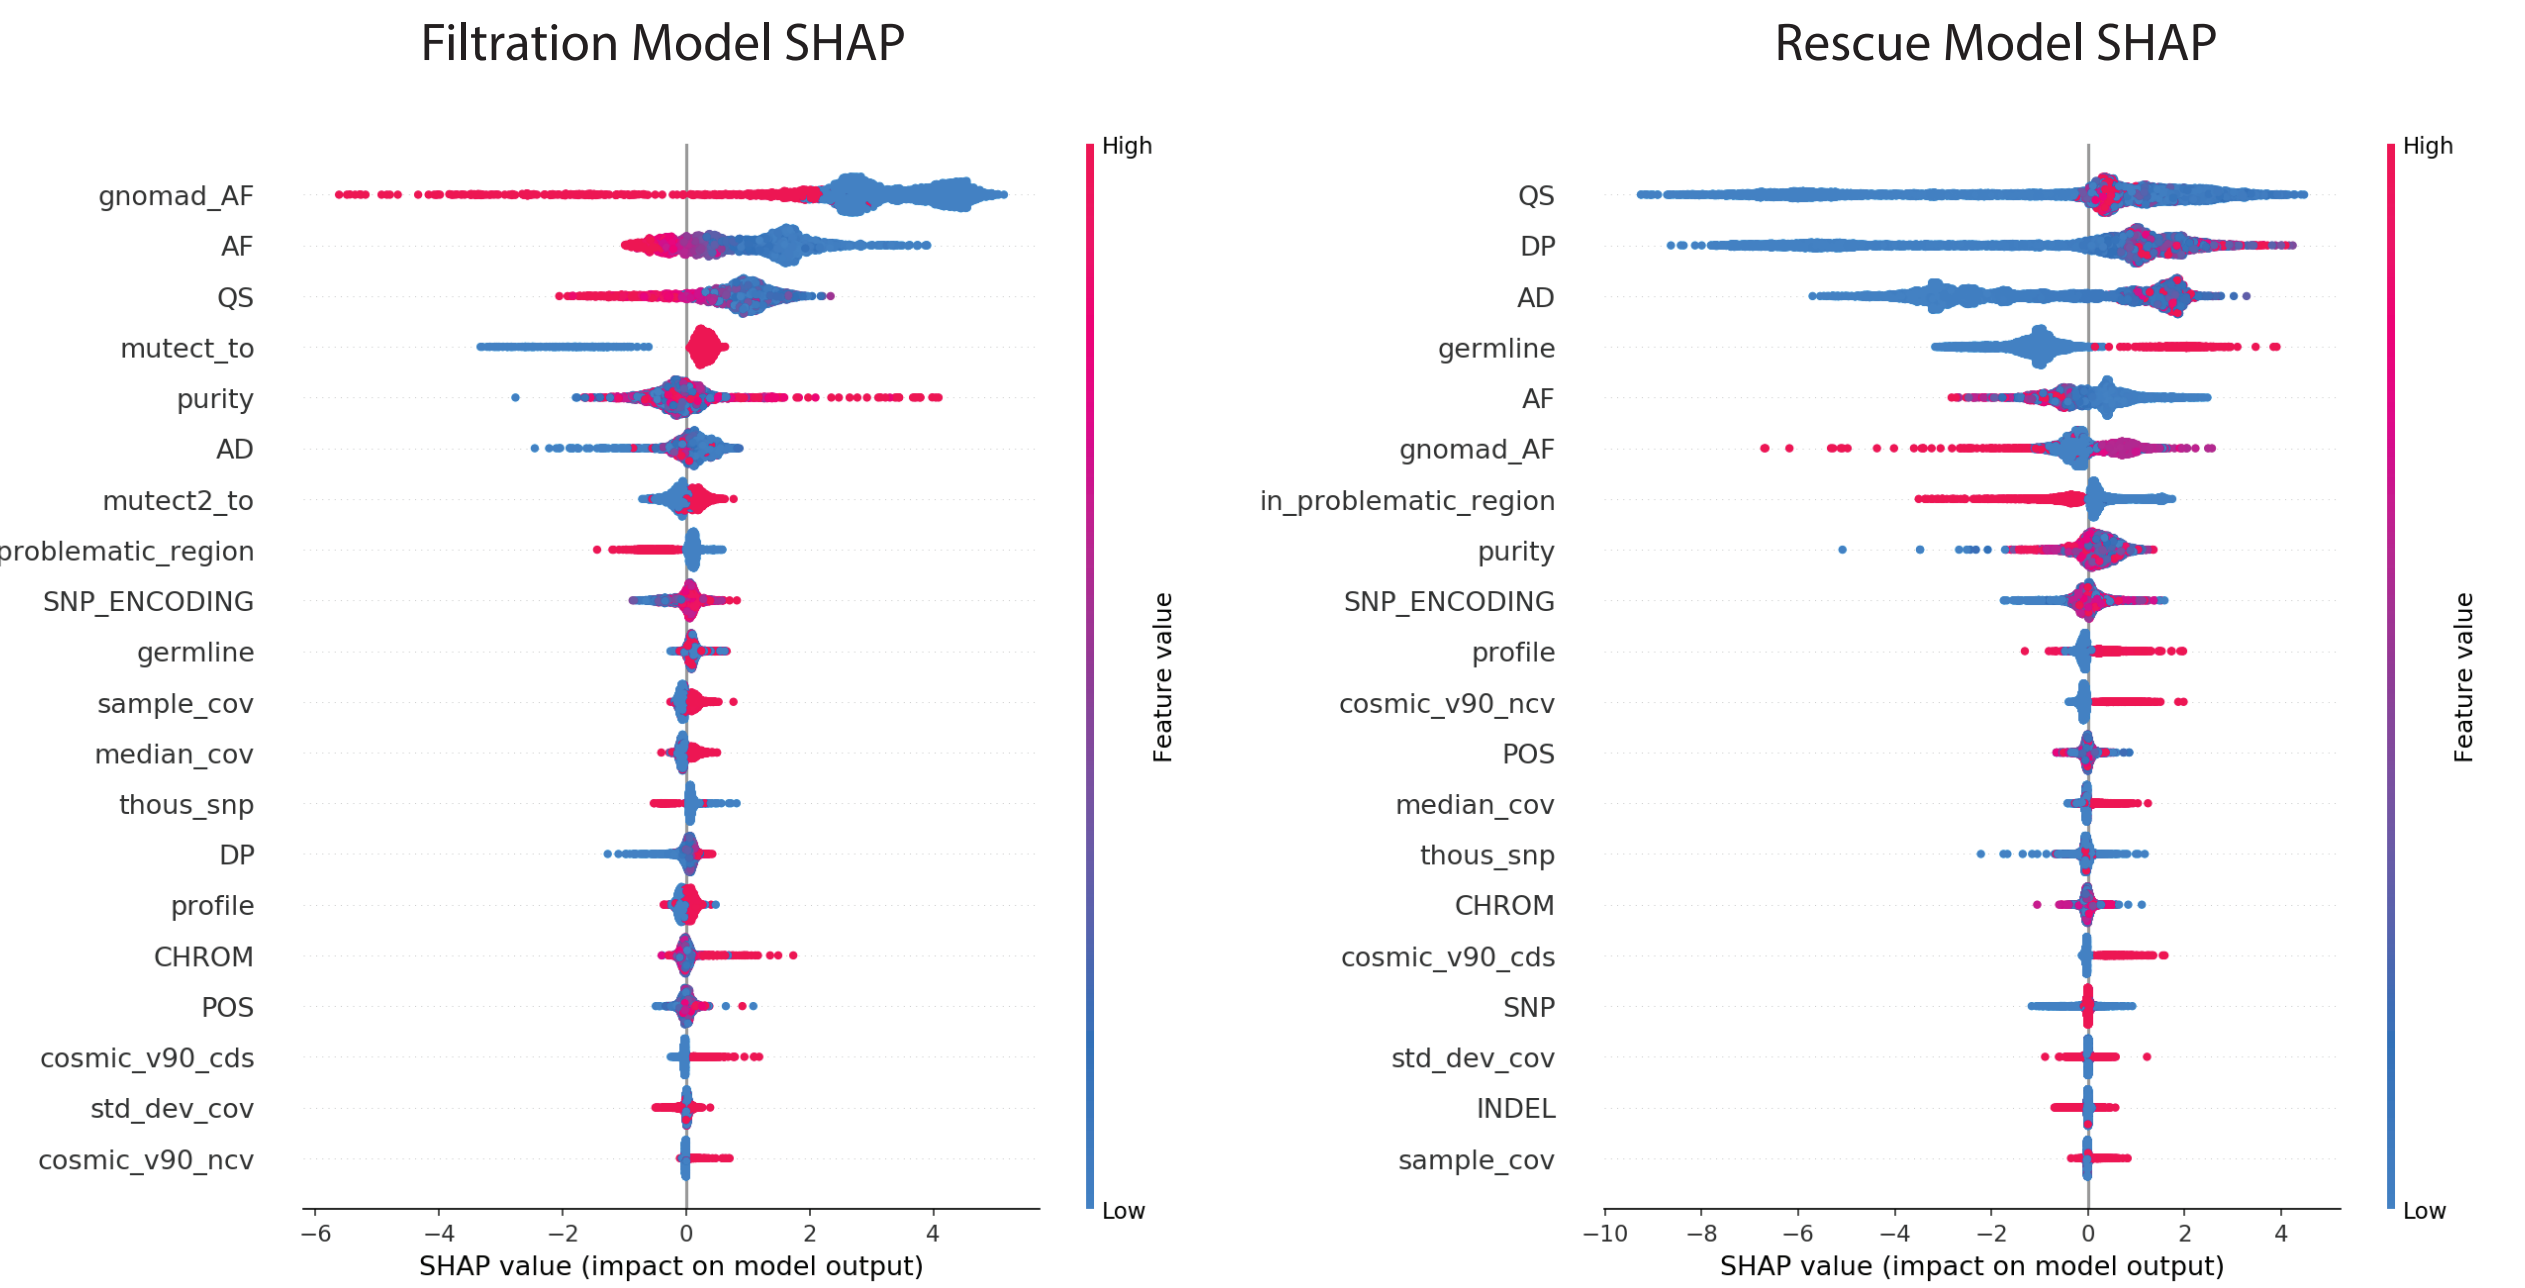 Filtration Model SHAP
gnomad_AF
AF
QS
mutect_to
purity
AD
mutect2_to
problematic_region
SNP_ENCODING
germline
sample_cov
median_cov
thous_snp
DP
profile
CHROM
POS
cosmic_v90_cds
std_dev_cov
cosmic_v90_ncv
−6 −4 −2 0 2 4
SHAP value (impact on model output)
High
Feature value
Low
Rescue Model SHAP
QS
DP
AD
germline
AF
gnomad_AF
in_problematic_region
purity
SNP_ENCODING
profile
cosmic_v90_ncv
POS
median_cov
thous_snp
CHROM
cosmic_v90_cds
SNP
std_dev_cov
INDEL
sample_cov
−10 −8 −6 −4 −2 0 2 4
SHAP value (impact on model output)
High
Feature value
Low